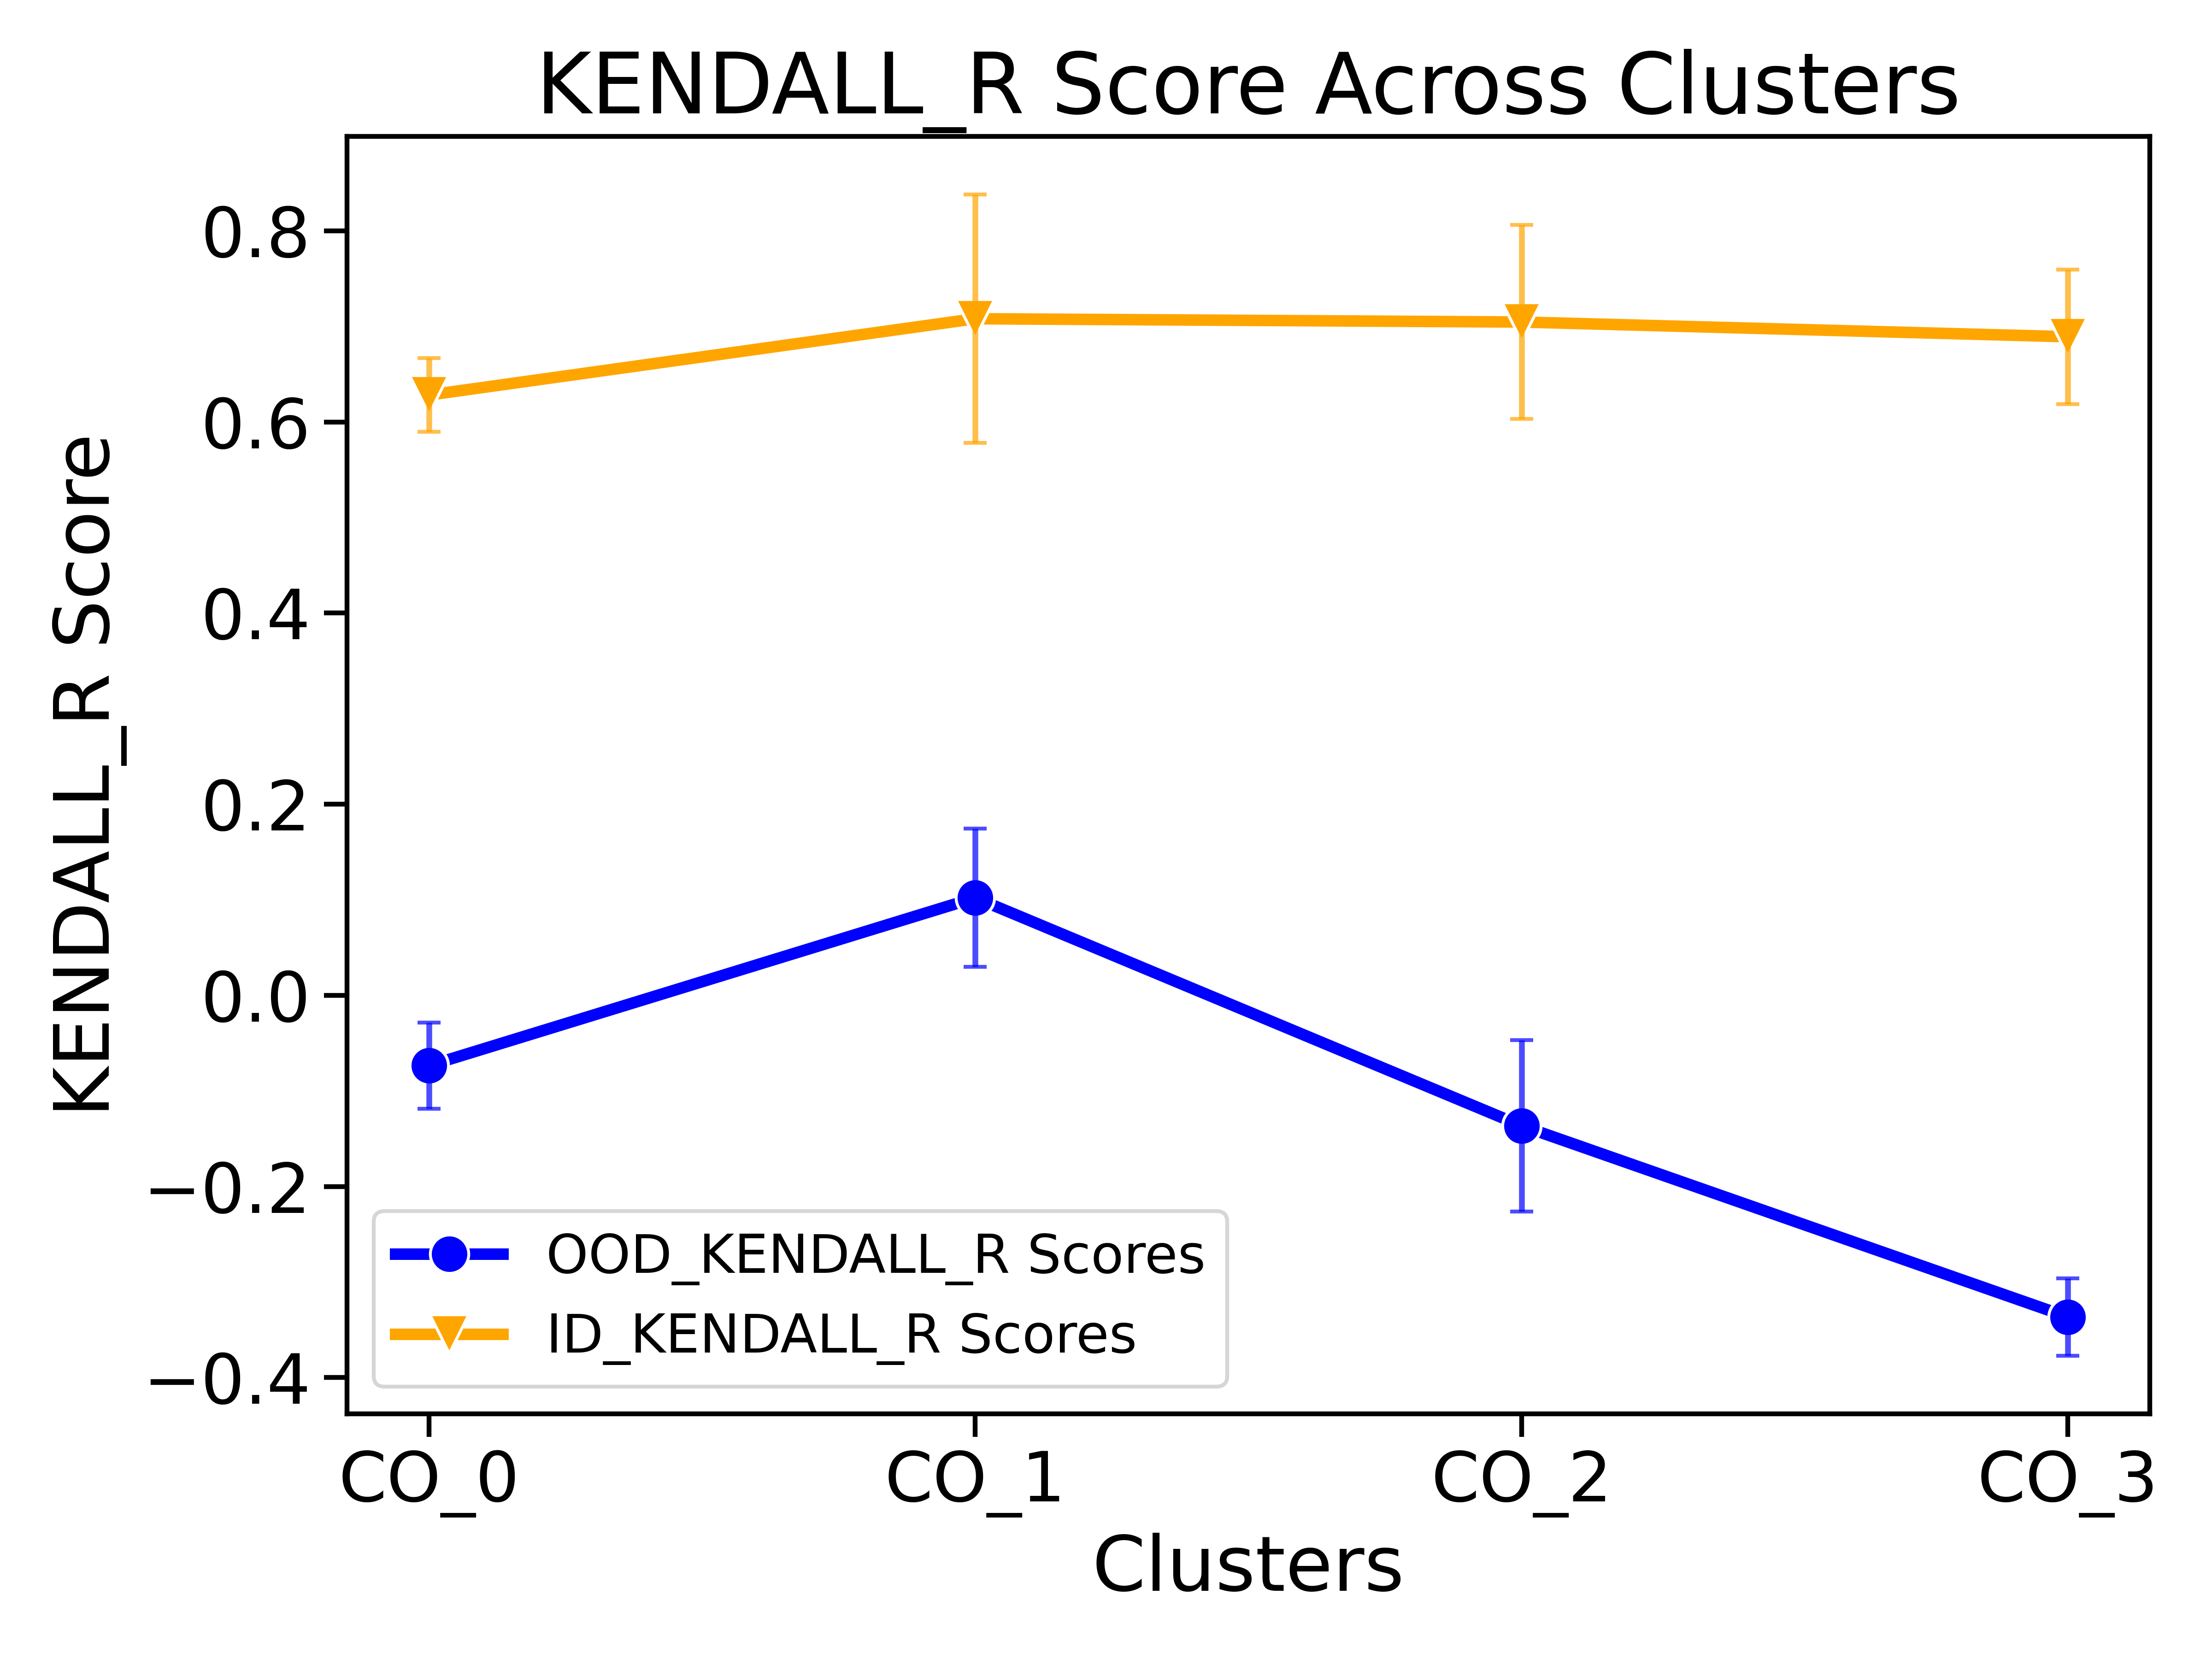 KENDALL_R Score Across Clusters
KENDALL_R Score
0.8
0.6
0.4
0.2
0.0
−0.2
−0.4
OOD_KENDALL_R Scores
ID_KENDALL_R Scores
CO_0 CO_1 CO_2 CO_3
Clusters